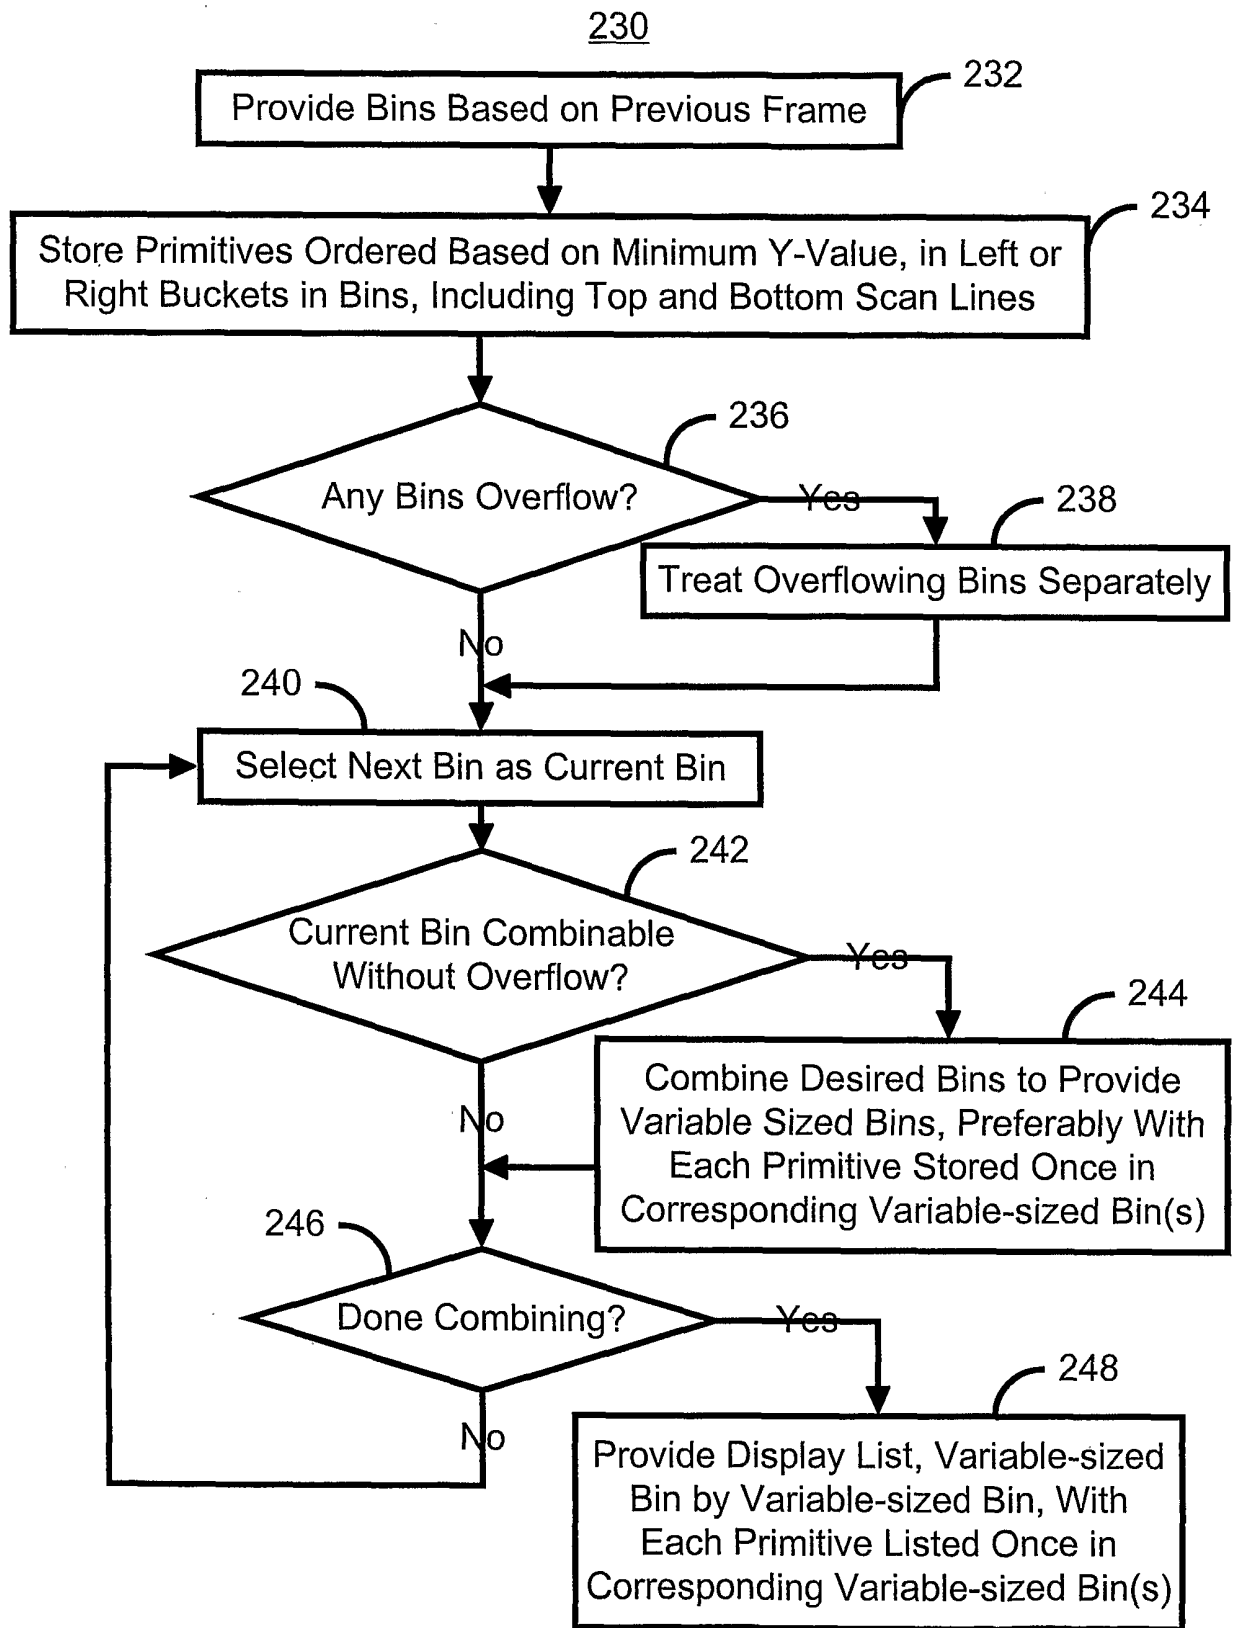 230
232
Provide Bins Based on Previous Frame
234
Store Primitives Ordered Based on Minimum Y-Value, in Left or
Right Buckets in Bins, Including Top and Bottom Scan Lines
236
Any Bins Overflow?
Yes
238
Treat Overflowing Bins Separately
No
240
Select Next Bin as Current Bin
242
Current Bin Combinable
Without Overflow?
Yes
244
Combine Desired Bins to Provide
Variable Sized Bins, Preferably With
Each Primitive Stored Once in
Corresponding Variable-sized Bin(s)
No
246
Done Combining?
Yes
248
Provide Display List, Variable-sized
Bin by Variable-sized Bin, With
Each Primitive Listed Once in
Corresponding Variable-sized Bin(s)
No